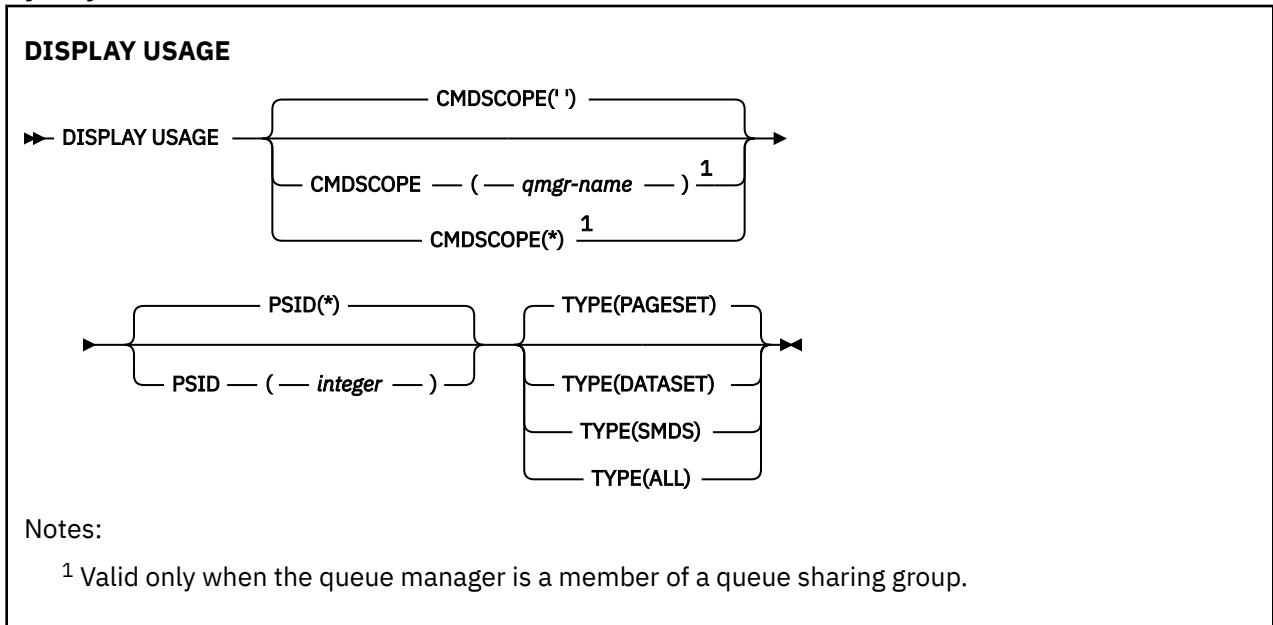 DISPLAY USAGE
CMDSCOPE(' ')
DISPLAY USAGE
CMDSCOPE ( qmgr-name ) 1
CMDSCOPE(*) 1
PSID(*)
PSID ( integer )
TYPE(PAGESET)
TYPE(DATASET)
TYPE(SMDS)
TYPE(ALL)
Notes:
1 Valid only when the queue manager is a member of a queue sharing group.